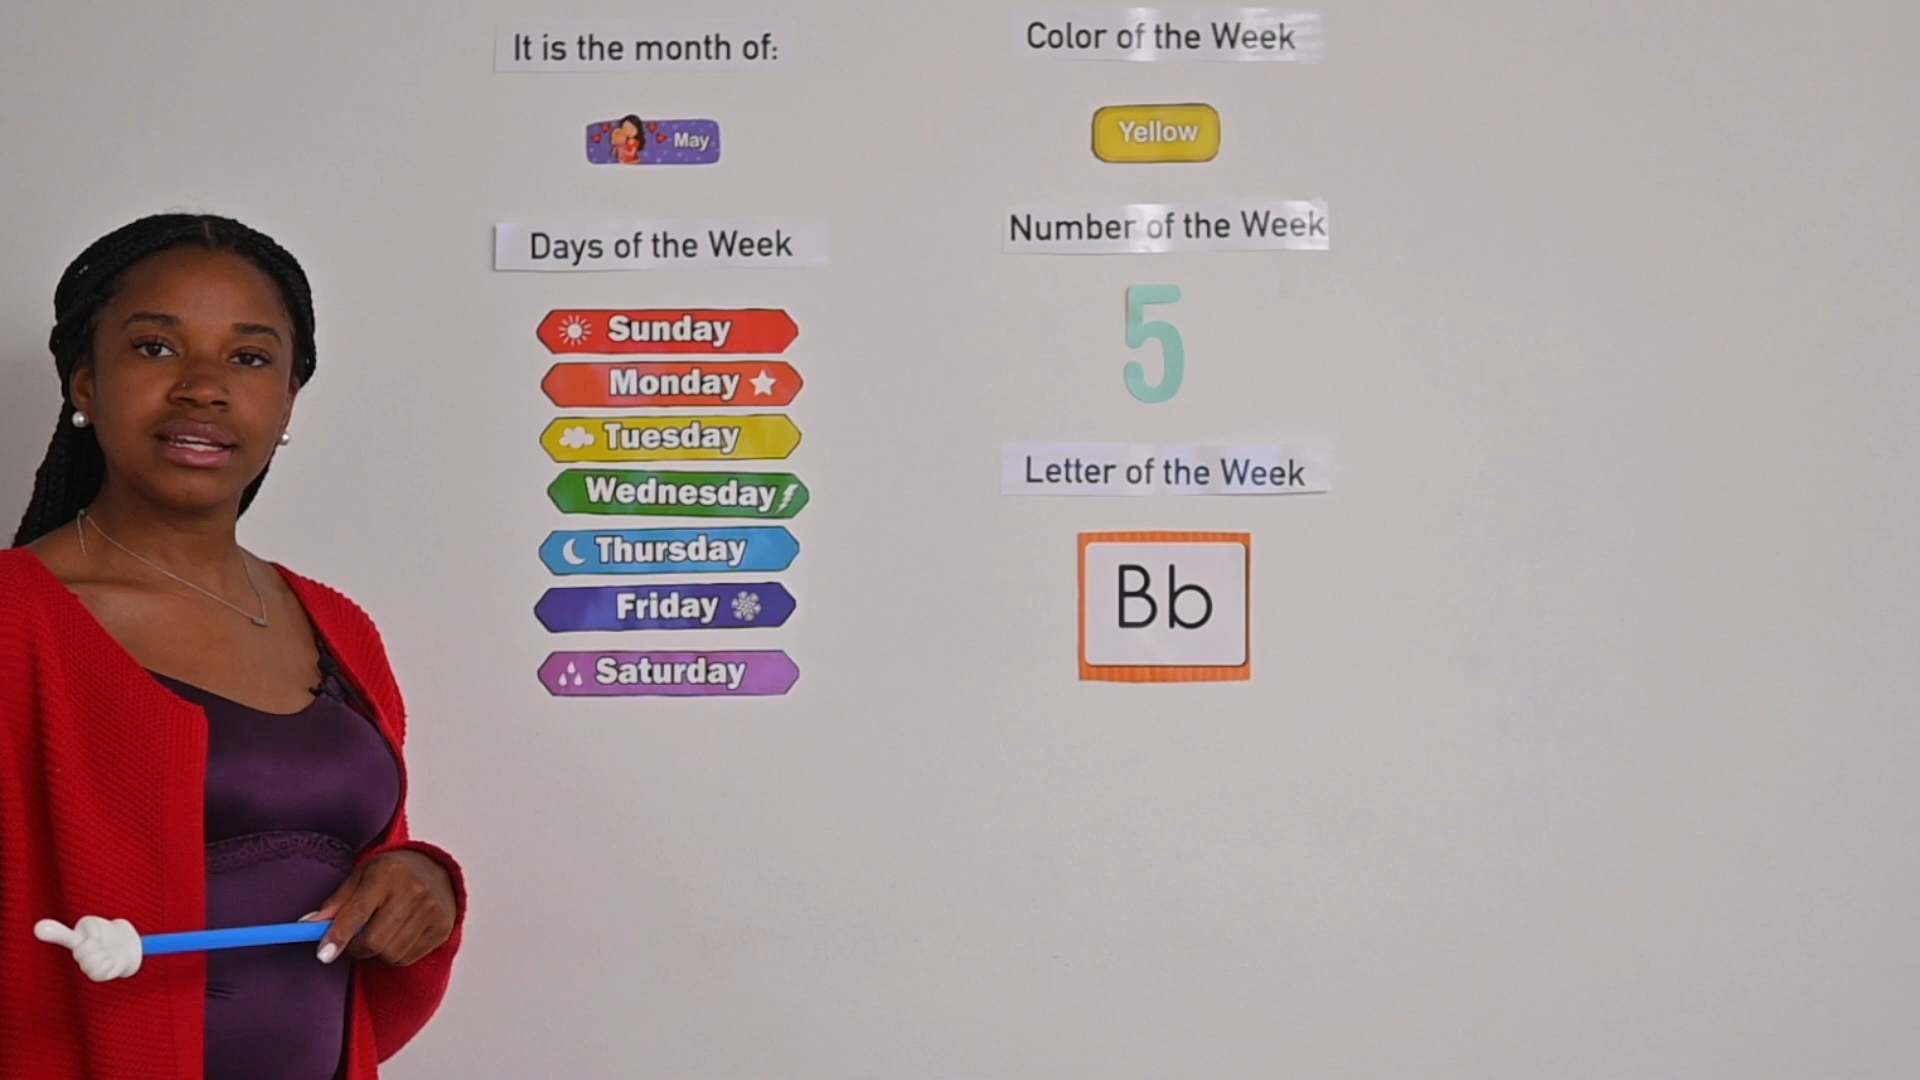 It is the month of:
May
Days of the Week
Sunday
Monday
Tuesday
Wednesday
Thursday
Friday
Saturday
Color of the Week
Yellow
Number of the Week
5
Letter of the Week
Bb